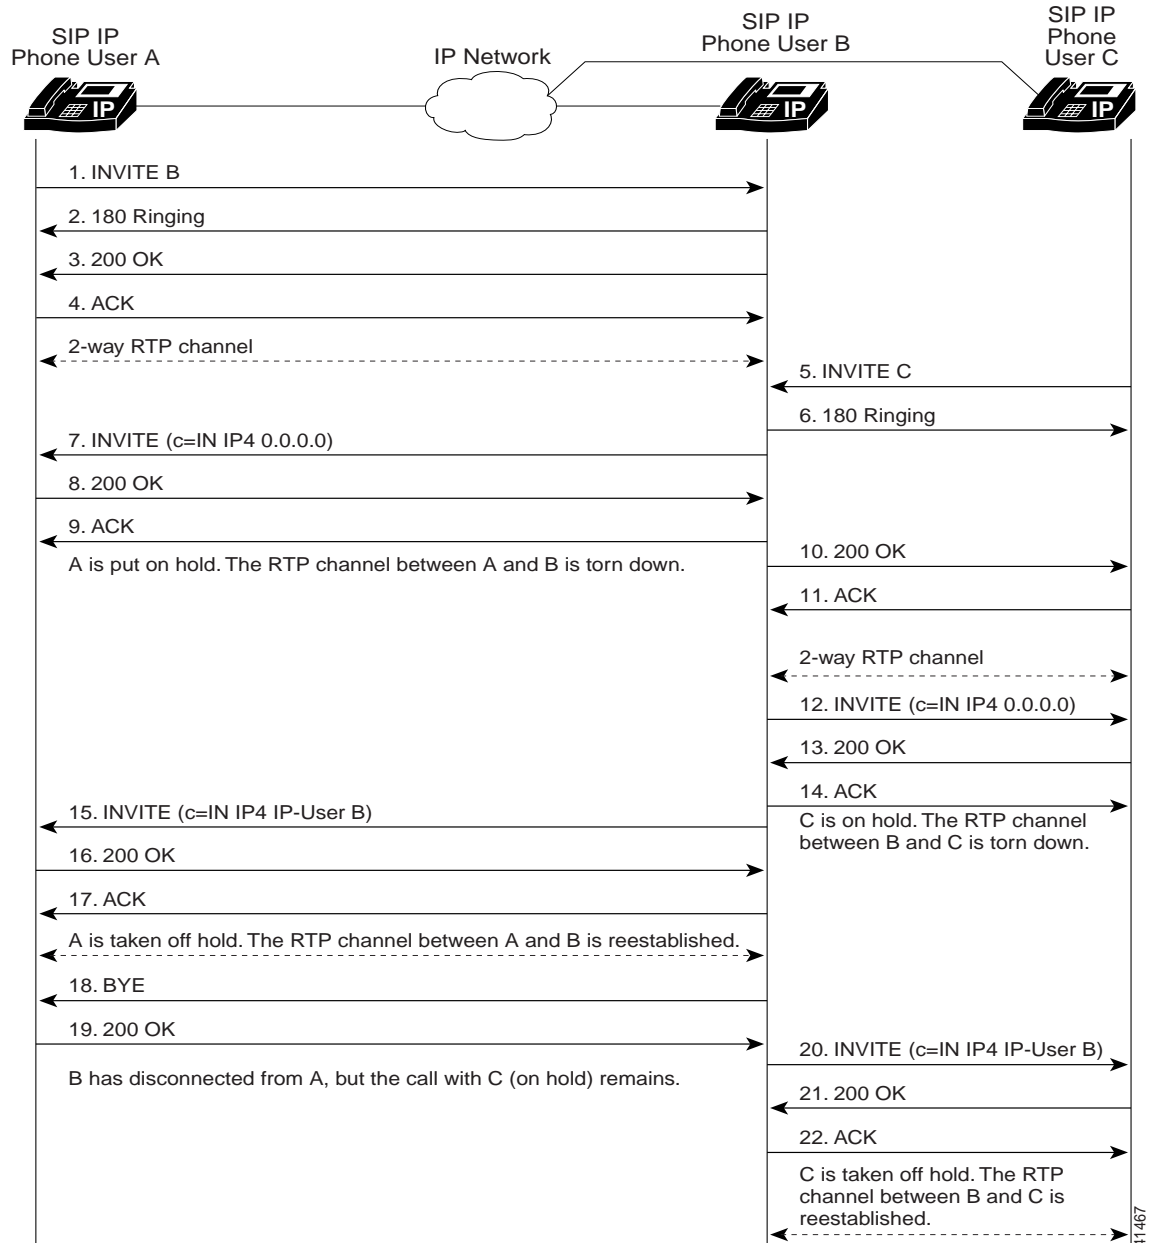 SIP IP
Phone User A
IP Network
SIP IP
Phone User B
SIP IP
Phone
User C
IP
IP
IP
1. INVITE B
2. 180 Ringing
3. 200 OK
4. ACK
2-way RTP channel
5. INVITE C
6. 180 Ringing
7. INVITE (c=IN IP4 0.0.0.0)
8. 200 OK
9. ACK
A is put on hold. The RTP channel between A and B is torn down.
10. 200 OK
11. ACK
2-way RTP channel
12. INVITE (c=IN IP4 0.0.0.0)
13. 200 OK
14. ACK
C is on hold. The RTP channel
between B and C is torn down.
15. INVITE (c=IN IP4 IP-User B)
16. 200 OK
17. ACK
A is taken off hold. The RTP channel between A and B is reestablished.
18. BYE
19. 200 OK
B has disconnected from A, but the call with C (on hold) remains.
20. INVITE (c=IN IP4 IP-User B)
21. 200 OK
22. ACK
C is taken off hold. The RTP
channel between B and C is
reestablished.
41467